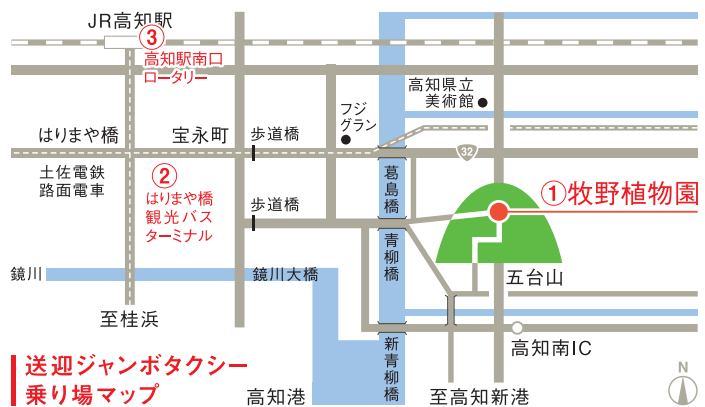 JR高知駅
③
高知駅南口
ロータリー
高知県立
美術館
フジ
グラン
はりまや橋
宝永町
歩道橋
32
土佐電鉄
路面電車
②
はりまや橋
観光バス
ターミナル
歩道橋
葛島橋
①牧野植物園
青柳橋
五台山
鏡川
鏡川大橋
至桂浜
新青柳橋
高知南IC
送迎ジャンボタクシー
乗り場マップ
高知港
至高知新港
N